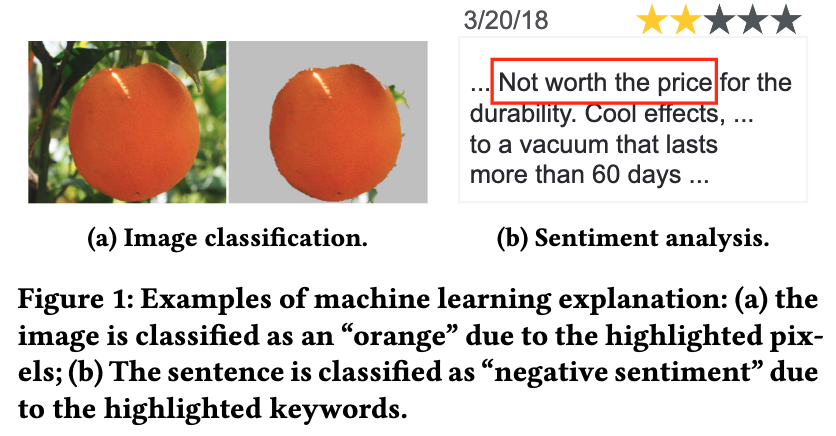 3/20/18
... Not worth the price for the
durability. Cool effects, ...
to a vacuum that lasts
more than 60 days ...
(a) Image classification.
(b) Sentiment analysis.
Figure 1: Examples of machine learning explanation: (a) the
image is classified as an “orange” due to the highlighted pix-
els; (b) The sentence is classified as “negative sentiment” due
to the highlighted keywords.